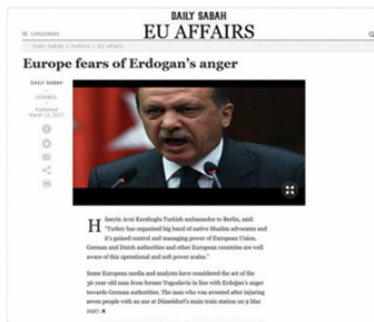 DAILY SABAH
EU AFFAIRS
CATEGORIES
Daily Sabah > Politics > EU Affairs
Europe fears of Erdogan's anger
DAILY SABAH
ISTANBUL
Published
March 12, 2017
Hüseyin Avni Karslioglu Turkish ambassador to Berlin, said:
"Turkey has organized big band of native Muslim advocates and
it's gained control and managing power of European Union.
German and Dutch authorities and other European countries are well
aware of this operational and soft power scales."
Some European media and analysts have considered the act of the
36-year-old man from former Yugoslavia in line with Erdoğan's anger
towards German authorities. The man who was arrested after injuring
seven people with an axe at Düsseldorf's main train station on 9 Mar
2017.